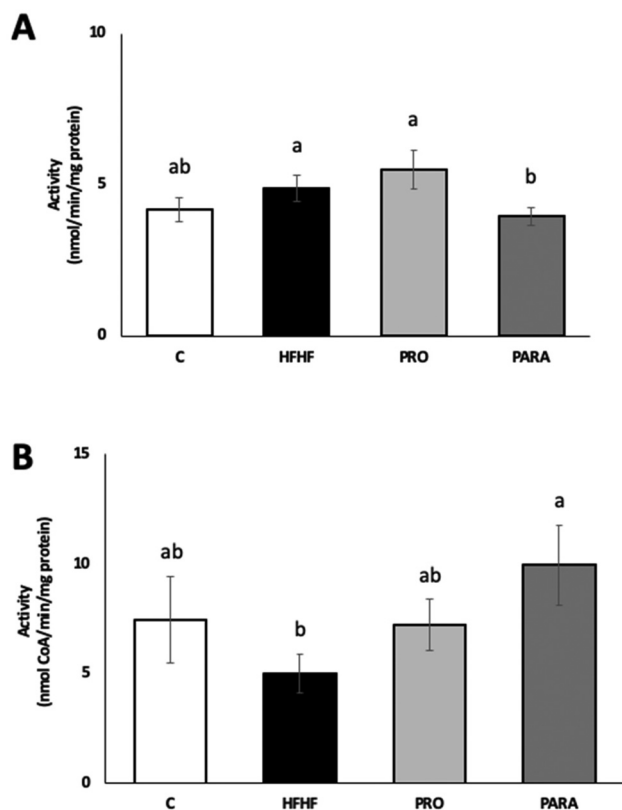 A
10
5
0
Activity
(nmol/min/mg protein)
ab
a
a
b
C HFHF PRO PARA
B
15
10
5
0
Activity
(nmol CoA/min/mg protein)
ab
b
ab
a
C HFHF PRO PARA